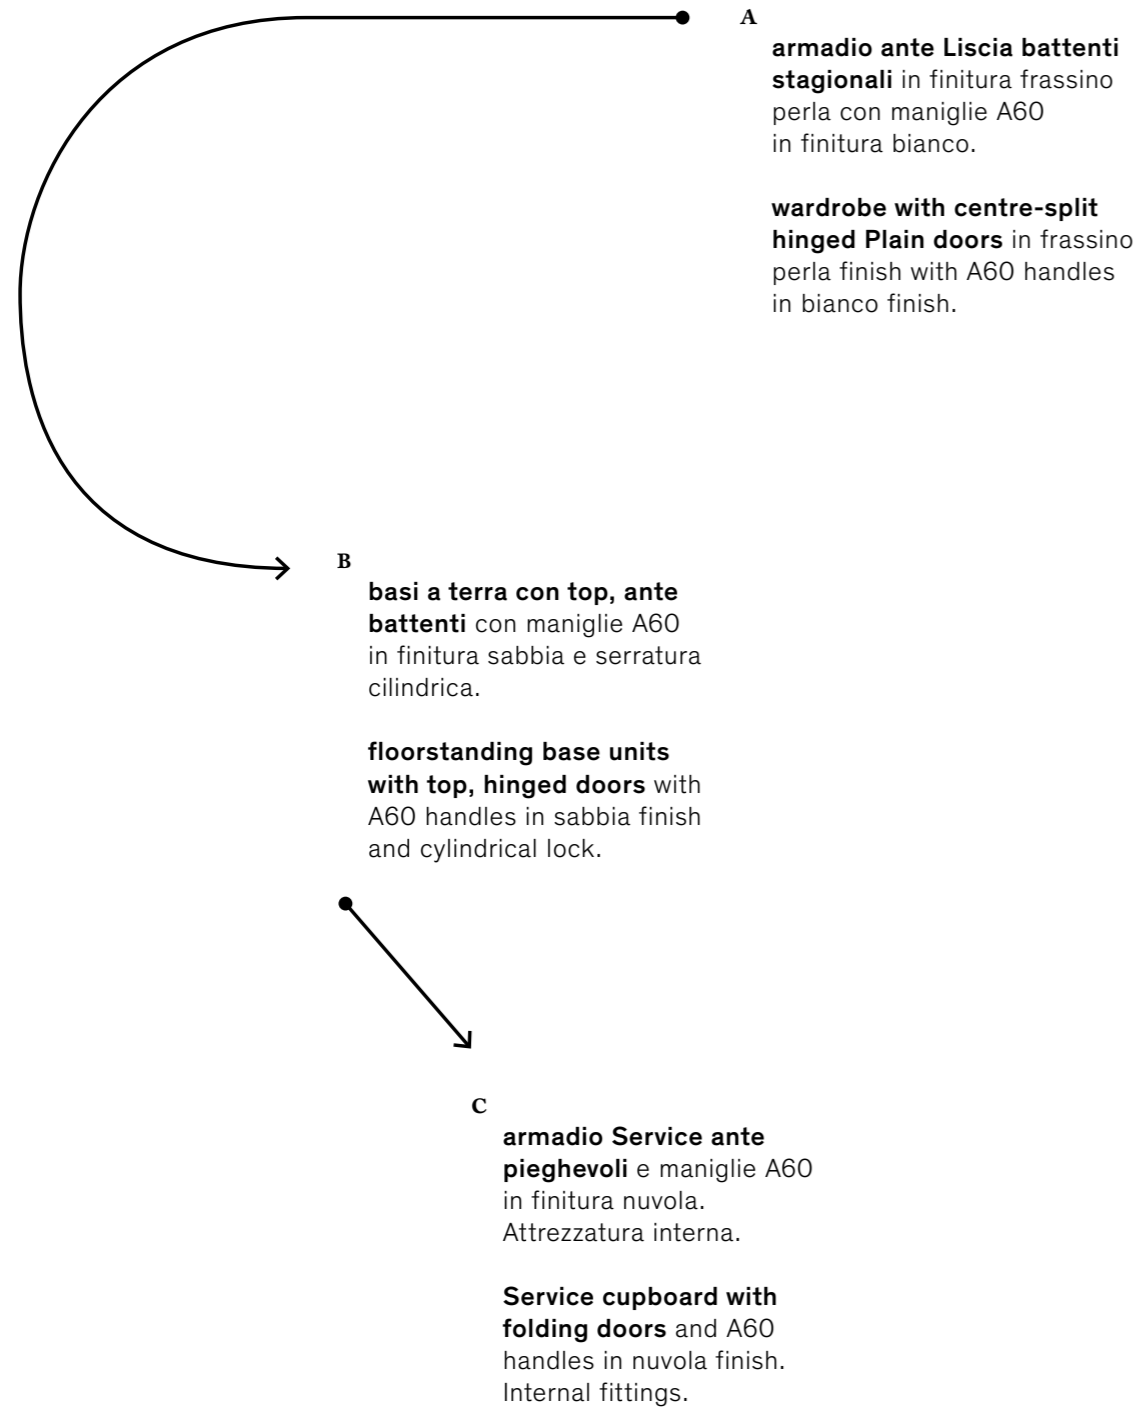 A
armadio ante Liscia battenti
stagionali in finitura frassino
perla con maniglie A60
in finitura bianco.
wardrobe with centre-split
hinged Plain doors in frassino
perla finish with A60 handles
in bianco finish.
B
basi a terra con top, ante
battenti con maniglie A60
in finitura sabbia e serratura
cilindrica.
floorstanding base units
with top, hinged doors with
A60 handles in sabbia finish
and cylindrical lock.
C
armadio Service ante
pieghevoli e maniglie A60
in finitura nuvola.
Attrezzatura interna.
Service cupboard with
folding doors and A60
handles in nuvola finish.
Internal fittings.